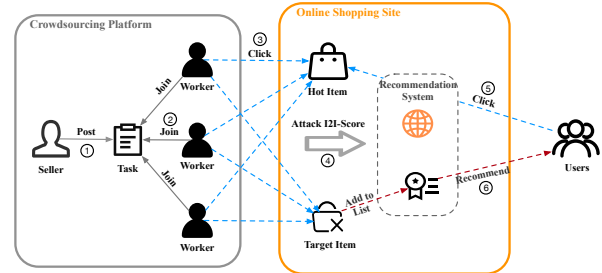 Crowdsourcing Platform
Online Shopping Site
③
Click
Worker
Hot Item
Join
Recommendation
System
⑤
Click
Post
①
②
Join
Attack I2I-Score
④
Seller
Task
Worker
Users
Join
Recommend
⑥
Add to
List
Worker
Target Item